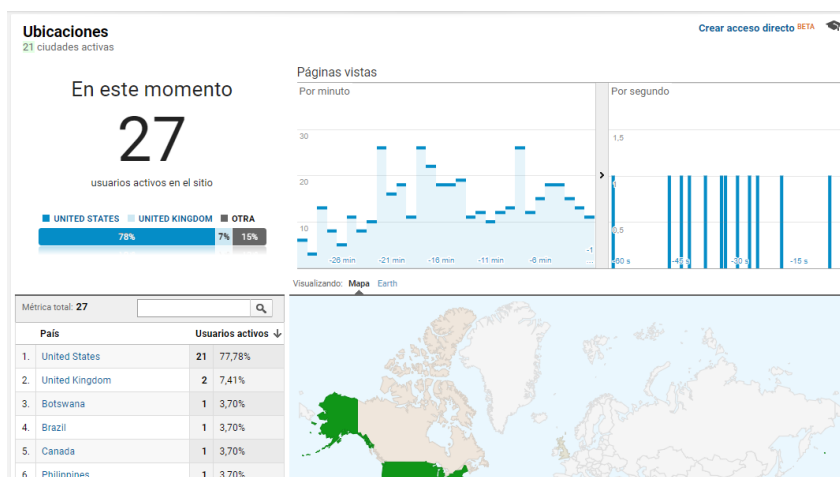 Ubicaciones
Crear acceso directo BETA
21 ciudades activas
En este momento
27
usuarios activos en el sitio
UNITED STATES UNITED KINGDOM OTRA
78% 7% 15%
Páginas vistas
Por minuto
30
20
10
-26 min -21 min -16 min -11 min -6 min -1
Por segundo
1,5
1
0,5
-60 s -45 s -30 s -15 s
Visualizando: Mapa Earth
Métrica total: 27
País Usuarios activos
1. United States 21 77,78%
2. United Kingdom 2 7,41%
3. Botswana 1 3,70%
4. Brazil 1 3,70%
5. Canada 1 3,70%
6. Philippines 1 3,70%